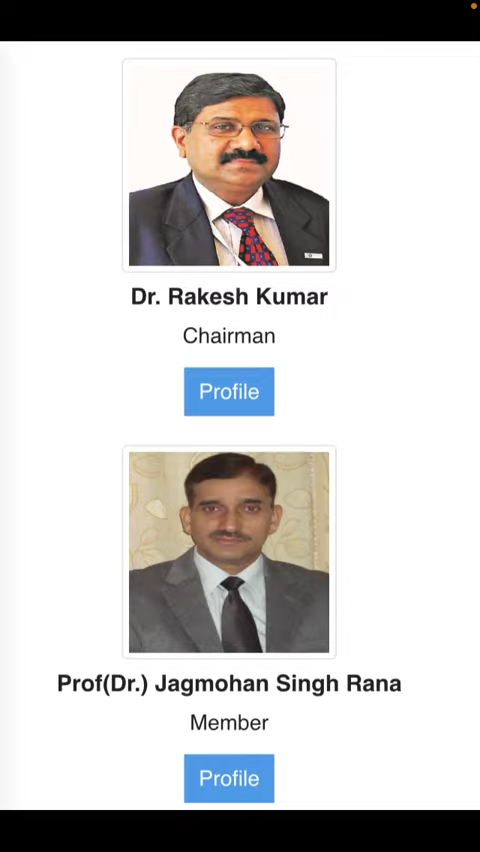 Dr. Rakesh Kumar
Chairman
Profile
Prof(Dr.) Jagmohan Singh Rana
Member
Profile